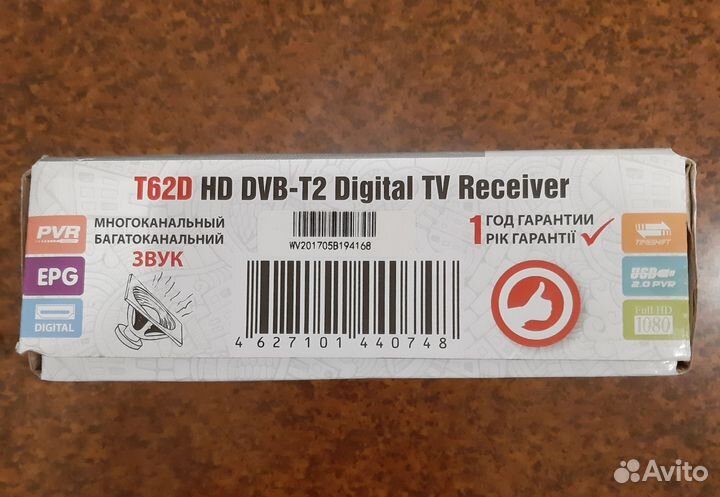 T62D HD DVB-T2 Digital TV Receiver
PVR
EPG
DIGITAL
МНОГОКАНАЛЬНЫЙ
БАГАТОКАНАЛЬНИЙ
ЗВУК
WV201705B194168
4 627101 440748
1 ГОД ГАРАНТИИ
РІК ГАРАНТІЇ
TIMESHIFT
USB
2.0 PVR
Full HD
1080
Avito